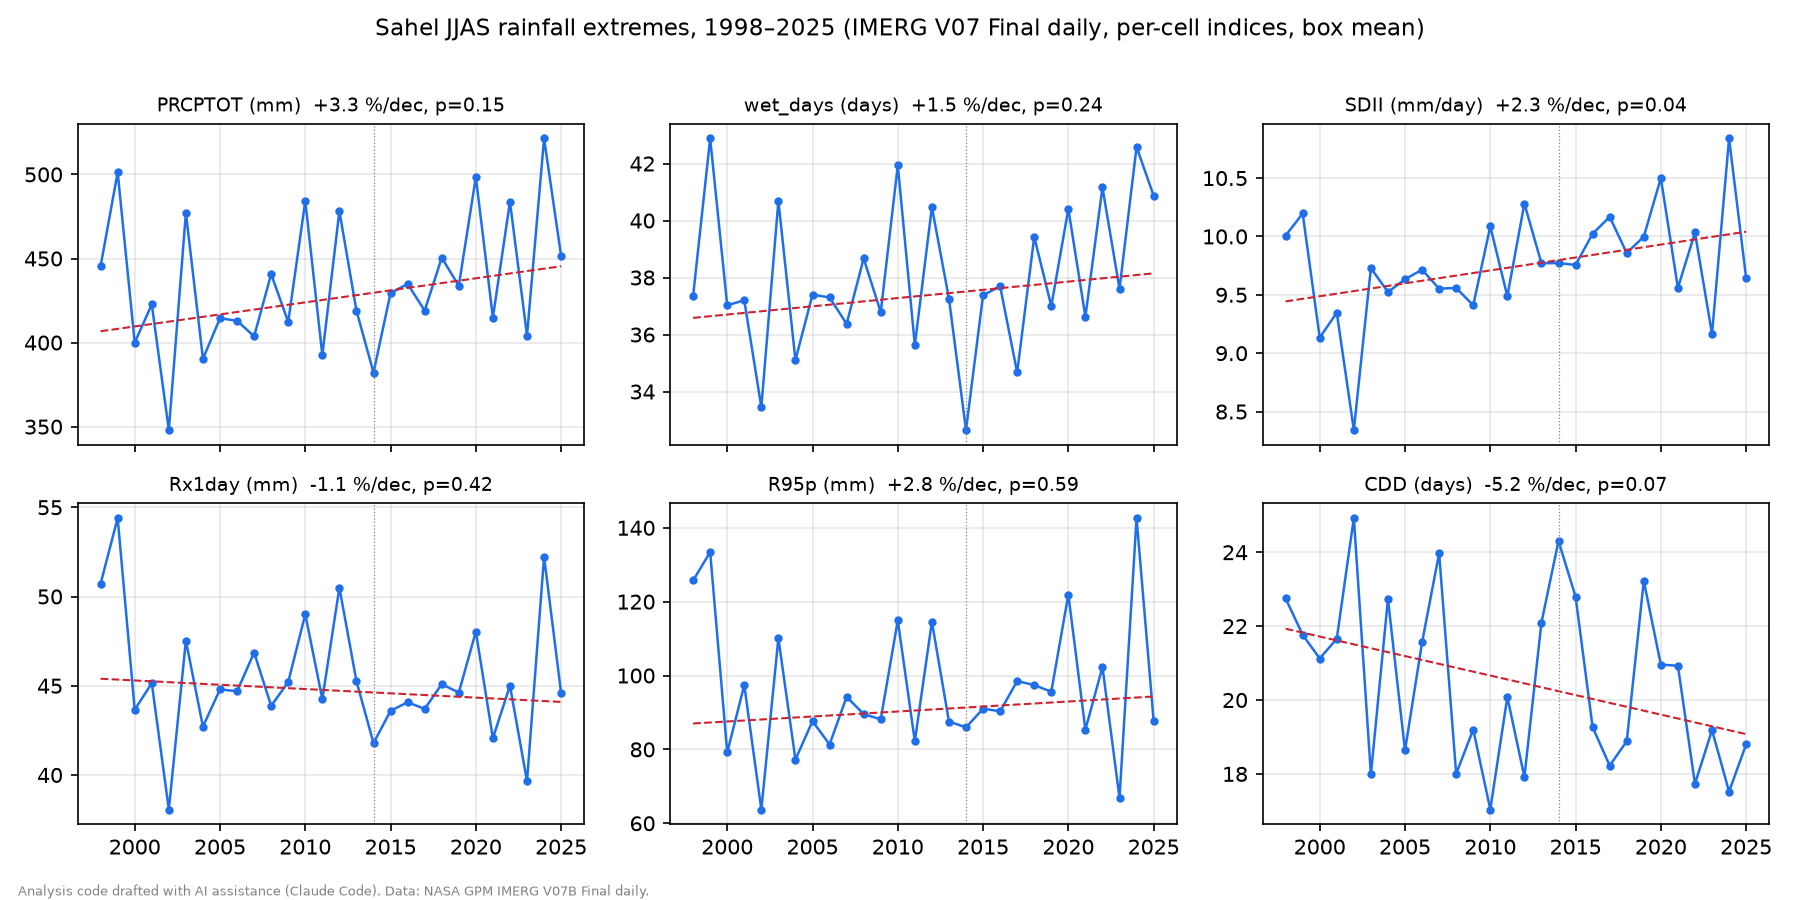 Sahel JJAS rainfall extremes, 1998–2025 (IMERG V07 Final daily, per-cell indices, box mean)
PRCPTOT (mm)  +3.3 %/dec, p=0.15
500
450
400
350
wet_days (days)  +1.5 %/dec, p=0.24
42
40
38
36
34
SDII (mm/day)  +2.3 %/dec, p=0.04
10.5
10.0
9.5
9.0
8.5
Rx1day (mm)  -1.1 %/dec, p=0.42
55
50
45
40
2000 2005 2010 2015 2020 2025
R95p (mm)  +2.8 %/dec, p=0.59
140
120
100
80
60
2000 2005 2010 2015 2020 2025
CDD (days)  -5.2 %/dec, p=0.07
24
22
20
18
2000 2005 2010 2015 2020 2025
Analysis code drafted with AI assistance (Claude Code). Data: NASA GPM IMERG V07B Final daily.